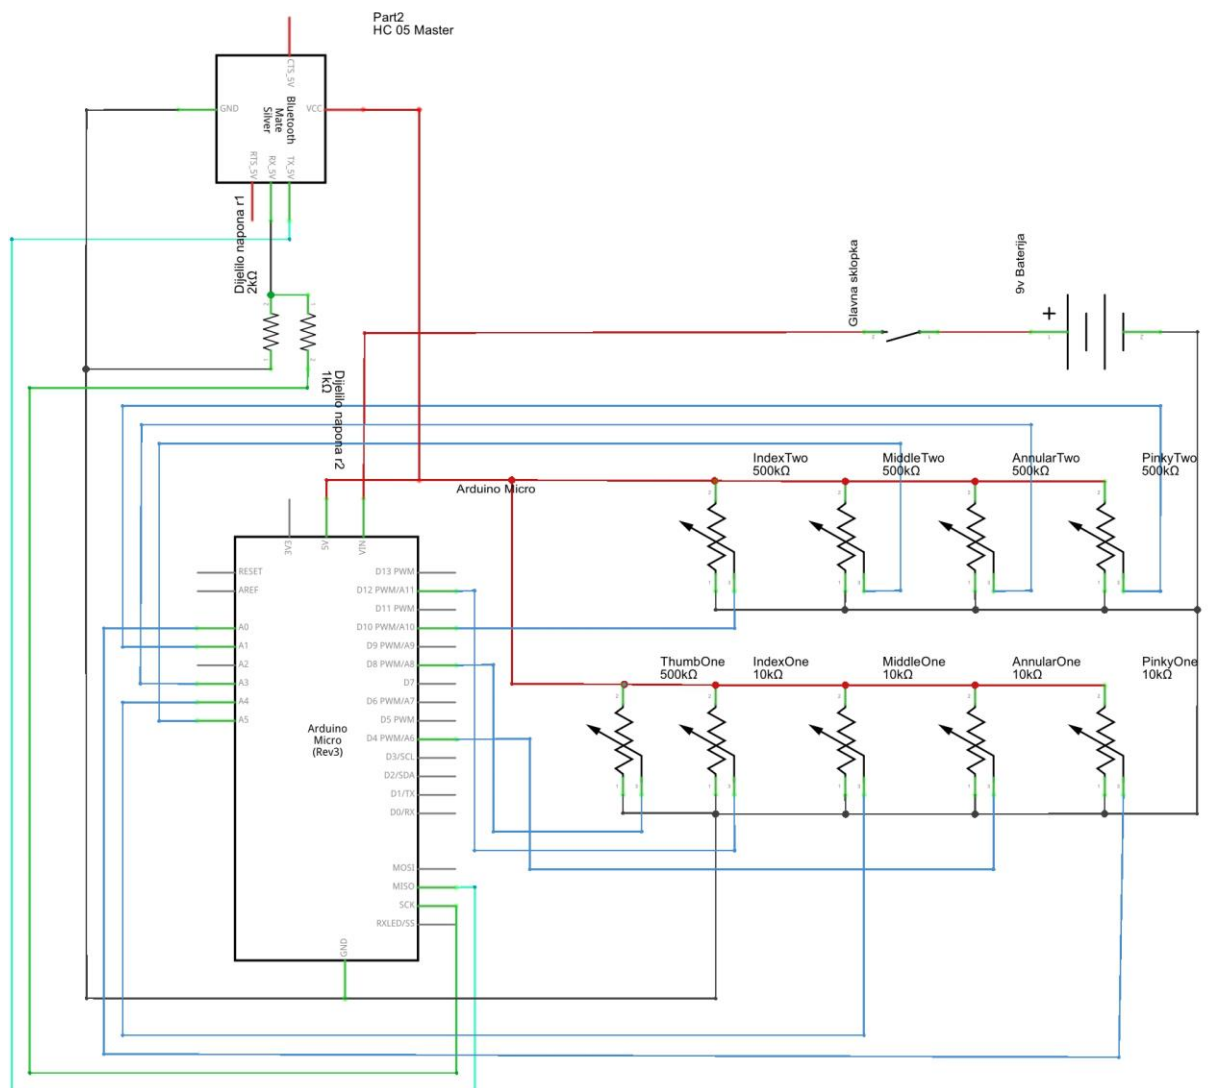 Part2
HC 05 Master
CTS_5V
GND
Bluetooth
Mate
Silver
VCC
RTS_5V
RX_5V
TX_5V
Dijelilo napona r1
2kΩ
Dijelilo napona r2
1kΩ
Glavna sklopka
9v Baterija
+
IndexTwo
500kΩ
MiddleTwo
500kΩ
AnnularTwo
500kΩ
PinkyTwo
500kΩ
Arduino Micro
3V3
5V
VIN
RESET
AREF
A0
A1
A2
A3
A4
A5
D13 PWM
D12 PWM/A11
D11 PWM
D10 PWM/A10
D9 PWM/A9
D8 PWM/A8
D7
D6 PWM/A7
D5 PWM
D4 PWM/A6
D3/SCL
D2/SDA
D1/TX
D0/RX
MOSI
MISO
SCK
RXLED/SS
GND
Arduino
Micro
(Rev3)
ThumbOne
500kΩ
IndexOne
10kΩ
MiddleOne
10kΩ
AnnularOne
10kΩ
PinkyOne
10kΩ